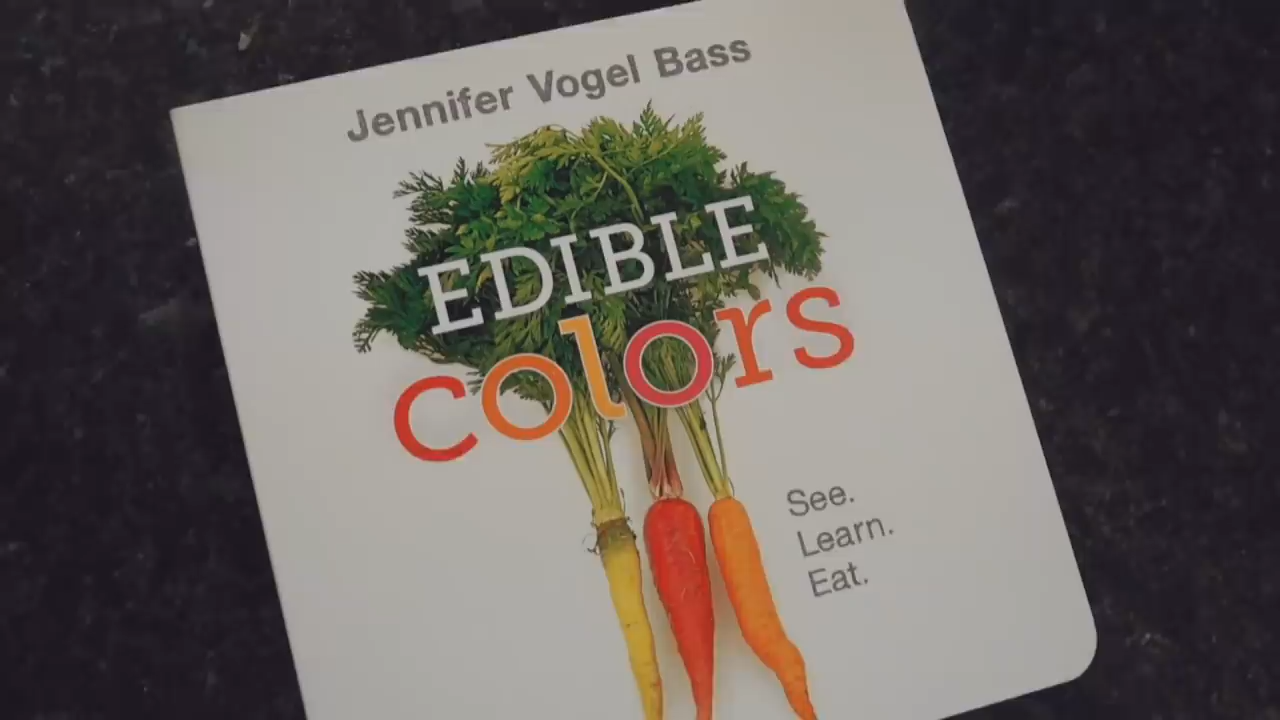 Jennifer Vogel Bass
EDIBLE
colors
See.
Learn.
Eat.